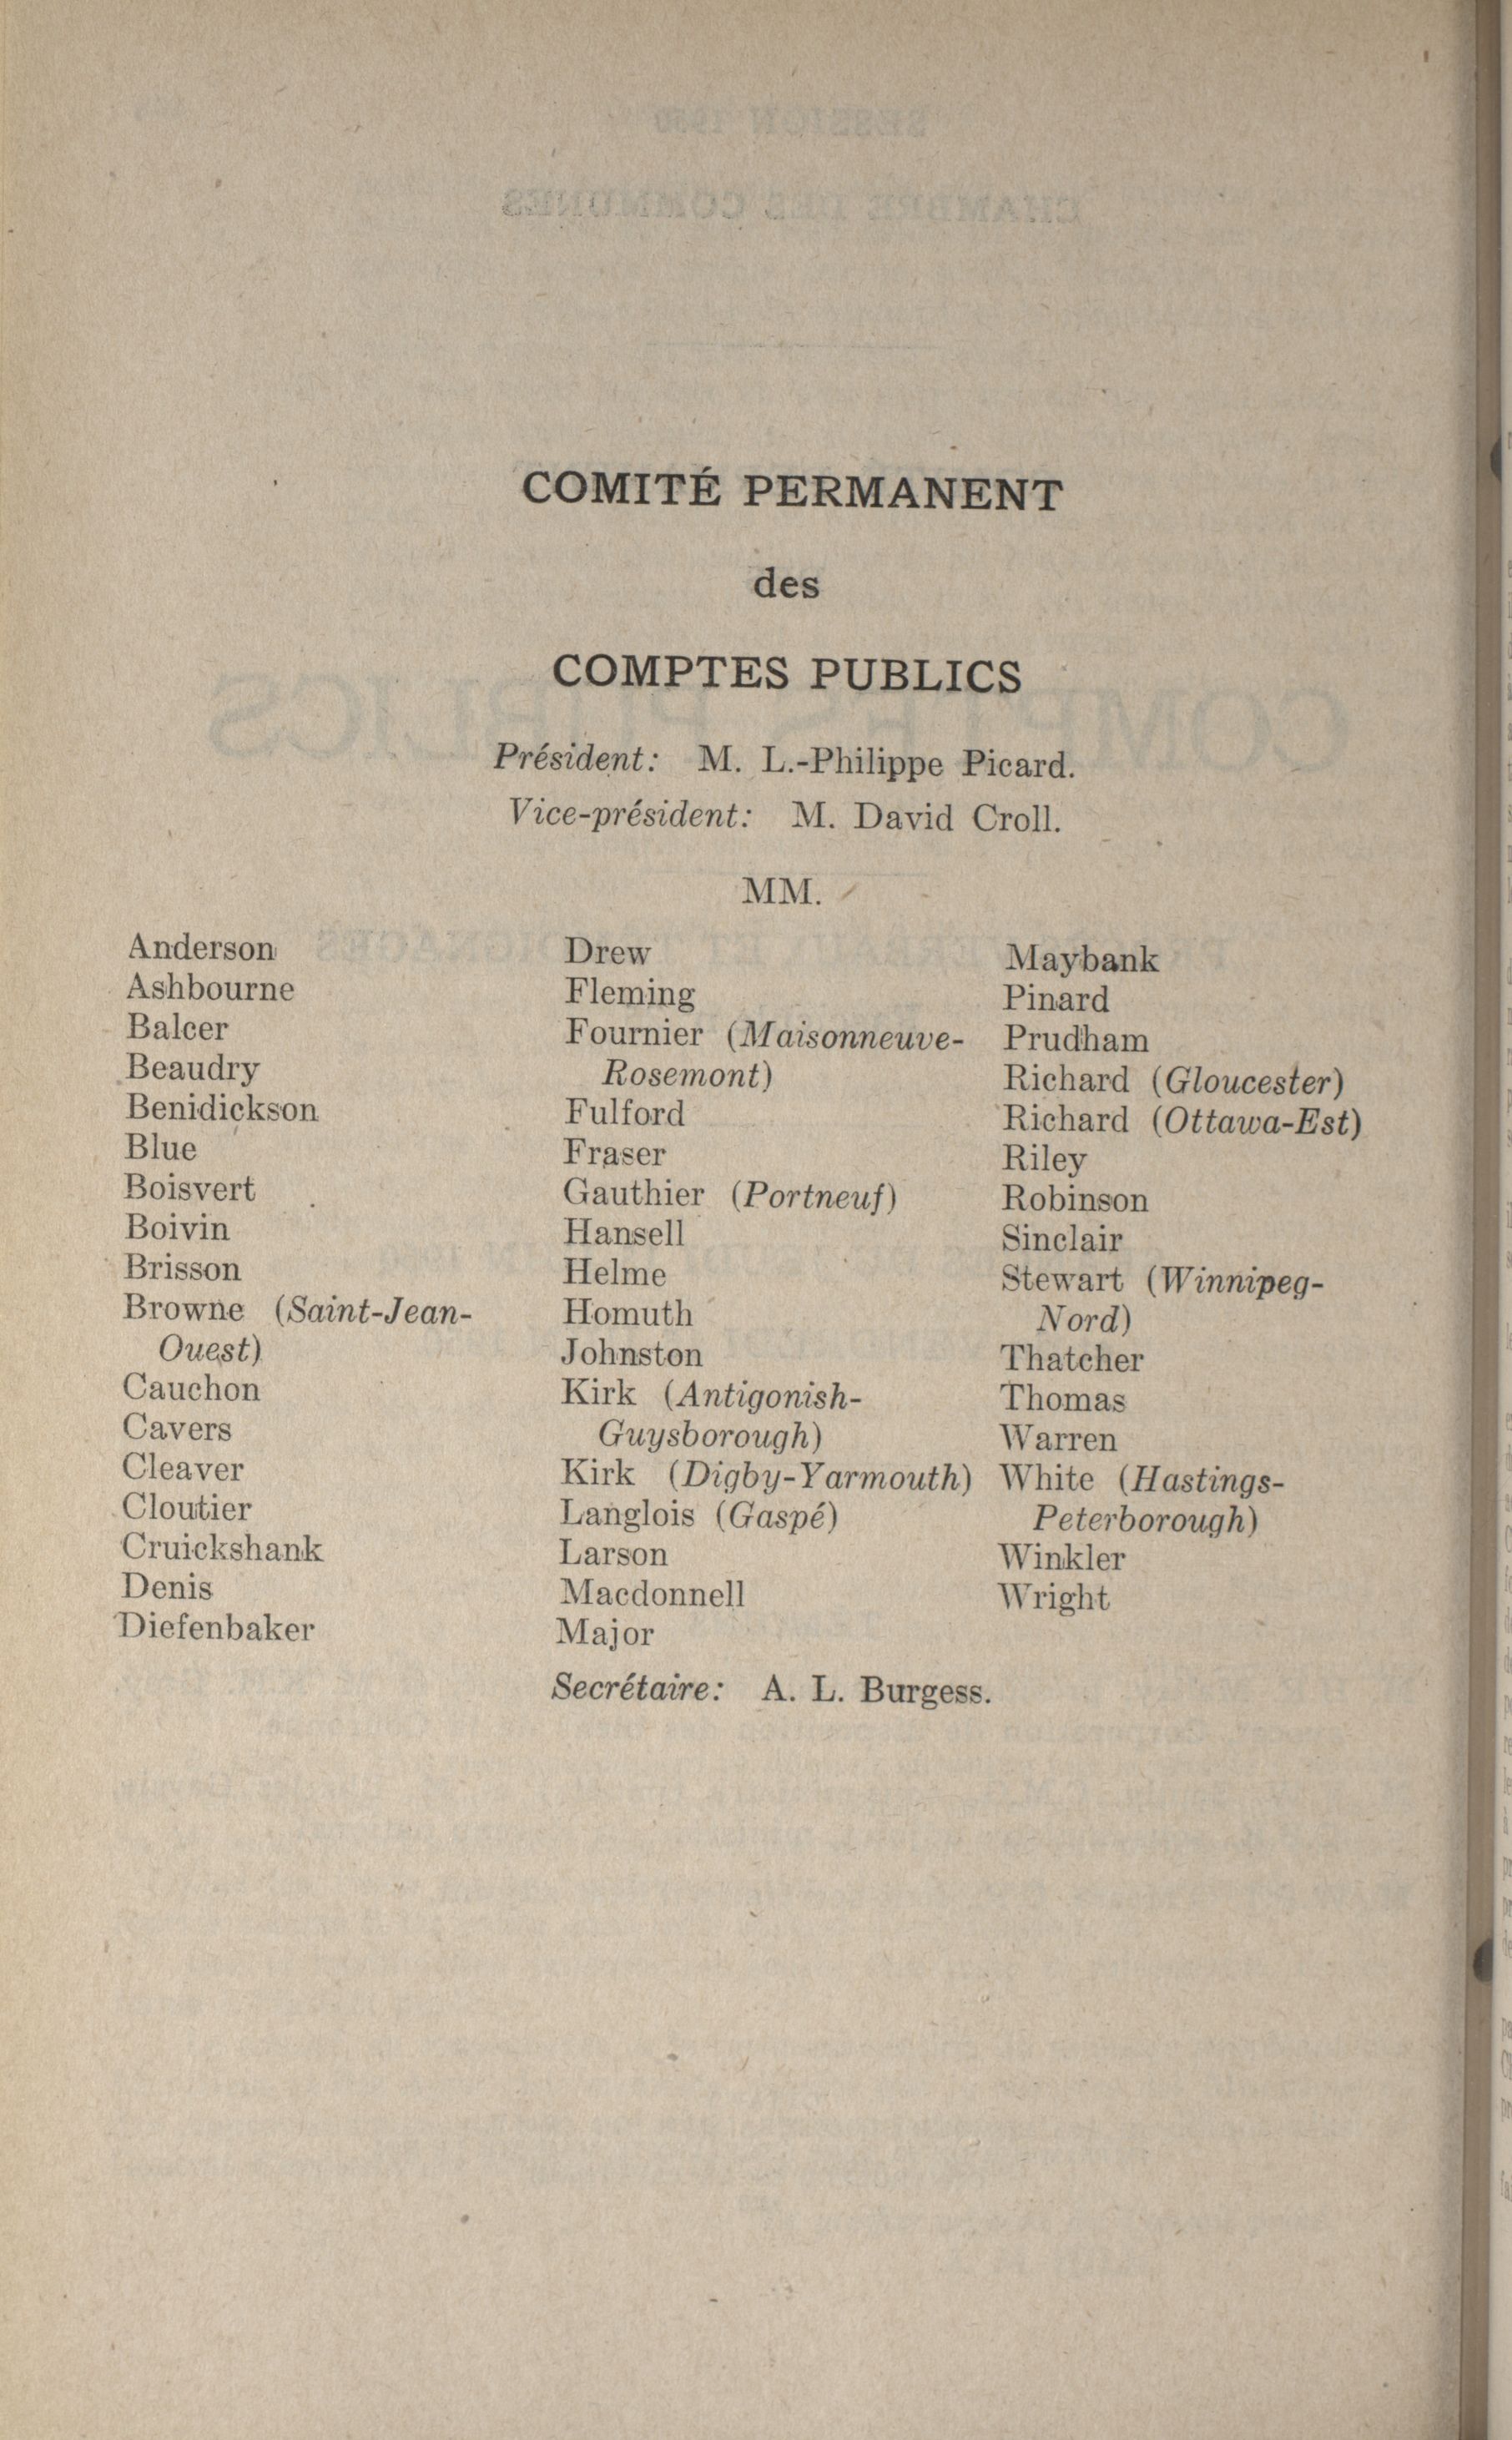 COMITÉ PERMANENT
des
COMPTES PUBLICS
Président: M. L.-Philippe Picard.
Vice-président: M. David Croll.
MM.
Anderson
Ashbourne
Balcer
Beaudry
Benidickson
Blue
Boisvert
Boivin
Brisson
Browne (Saint-Jean-
Ouest)
Cauchon
Cavers
Cleaver
Cloutier
Cruickshank
Denis
Diefenbaker
Drew
Fleming
Fournier (Maisonneuve-
Rosemont)
Fulford
Fraser
Gauthier (Portneuf)
Hansell
Helme
Homuth
Johnston
Kirk (Antigonish-
Guysborough)
Kirk (Digby-Yarmouth)
Langlois (Gaspé)
Larson
Macdonnell
Major
Maybank
Pinard
Prudham
Richard (Gloucester)
Richard (Ottawa-Est)
Riley
Robinson
Sinclair
Stewart (Winnipeg-
Nord)
Thatcher
Thomas
Warren
White (Hastings-
Peterborough)
Winkler
Wright
Secrétaire: A. L. Burgess.